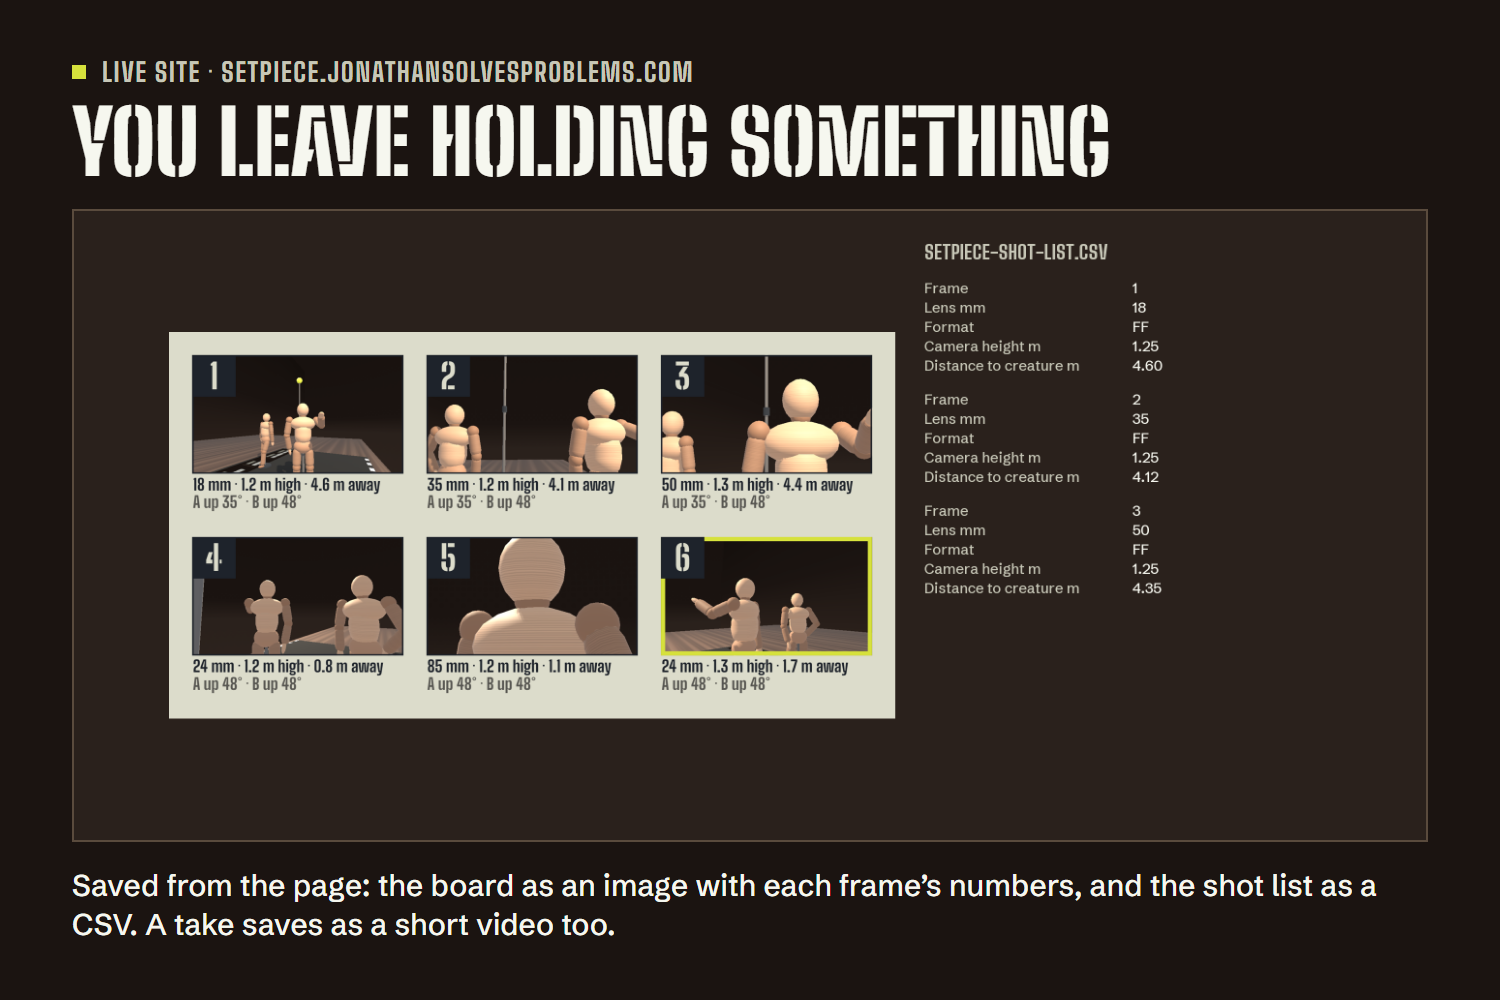 LIVE SITE · SETPIECE.JONATHANSOLVESPROBLEMS.COM
YOU LEAVE HOLDING SOMETHING
1
2
3
18 mm · 1.2 m high · 4.6 m away
A up 35° · B up 48°
35 mm · 1.2 m high · 4.1 m away
A up 35° · B up 48°
50 mm · 1.3 m high · 4.4 m away
A up 35° · B up 48°
4
5
6
24 mm · 1.2 m high · 0.8 m away
A up 48° · B up 48°
85 mm · 1.2 m high · 1.1 m away
A up 48° · B up 48°
24 mm · 1.3 m high · 1.7 m away
A up 48° · B up 48°
SETPIECE-SHOT-LIST.CSV
Frame 1
Lens mm 18
Format FF
Camera height m 1.25
Distance to creature m 4.60
Frame 2
Lens mm 35
Format FF
Camera height m 1.25
Distance to creature m 4.12
Frame 3
Lens mm 50
Format FF
Camera height m 1.25
Distance to creature m 4.35
Saved from the page: the board as an image with each frame’s numbers, and the shot list as a
CSV. A take saves as a short video too.